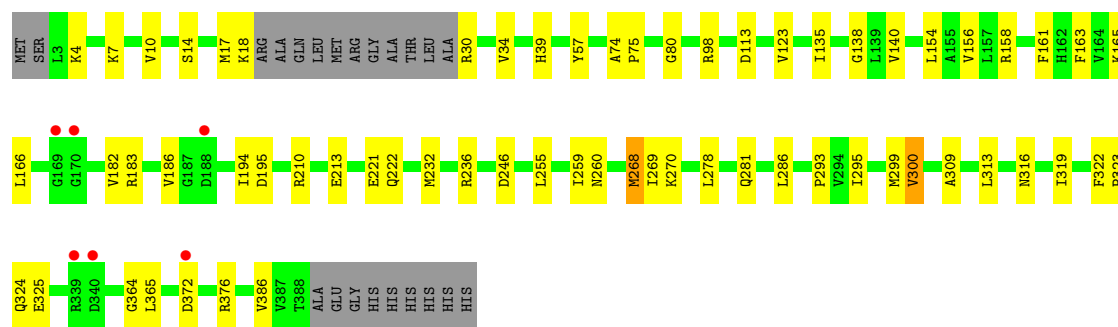 MET SER L3 K4 K7 V10 S14 M17 K18 ARG ALA GLN LEU MET ARG GLY ALA THR LEU ALA R30 V34 H39 Y57 A74 P75 G80 R98 D113 V123 I135 G138 L139 V140 L154 A155 V156 L157 R158 F161 H162 F163 V164 K165
L166 G169 G170 V182 R183 V186 G187 D188 I194 D195 R210 E213 E221 Q222 M232 R236 D246 L255 I259 N260 M268 I269 K270 L278 Q281 L286 P293 V294 I295 M299 V300 A309 L313 N316 I319 F322
Q324 E325 R339 D340 G364 L365 D372 R376 V386 V387 T388 ALA GLU GLY HIS HIS HIS HIS HIS HIS